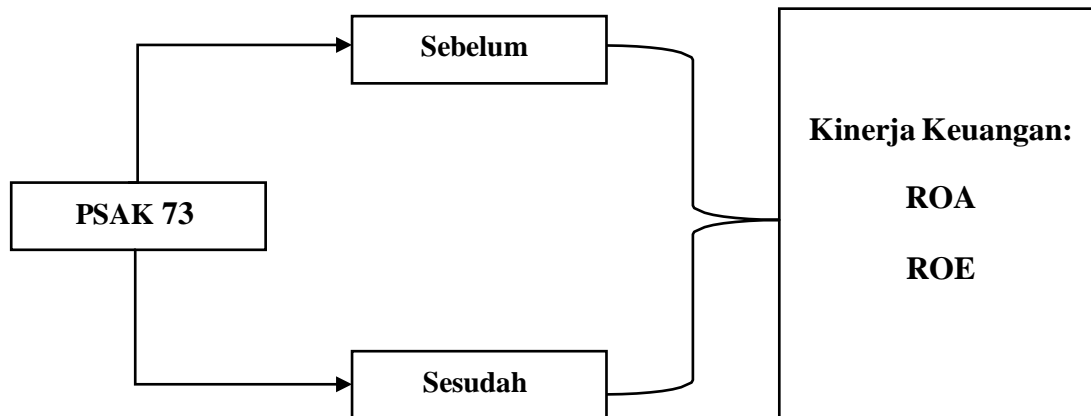 Sebelum
Kinerja Keuangan:
PSAK 73
ROA
ROE
Sesudah